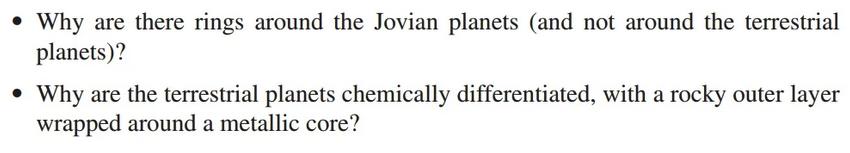 • Why are there rings around the Jovian planets (and not around the terrestrial
planets)?
• Why are the terrestrial planets chemically differentiated, with a rocky outer layer
wrapped around a metallic core?